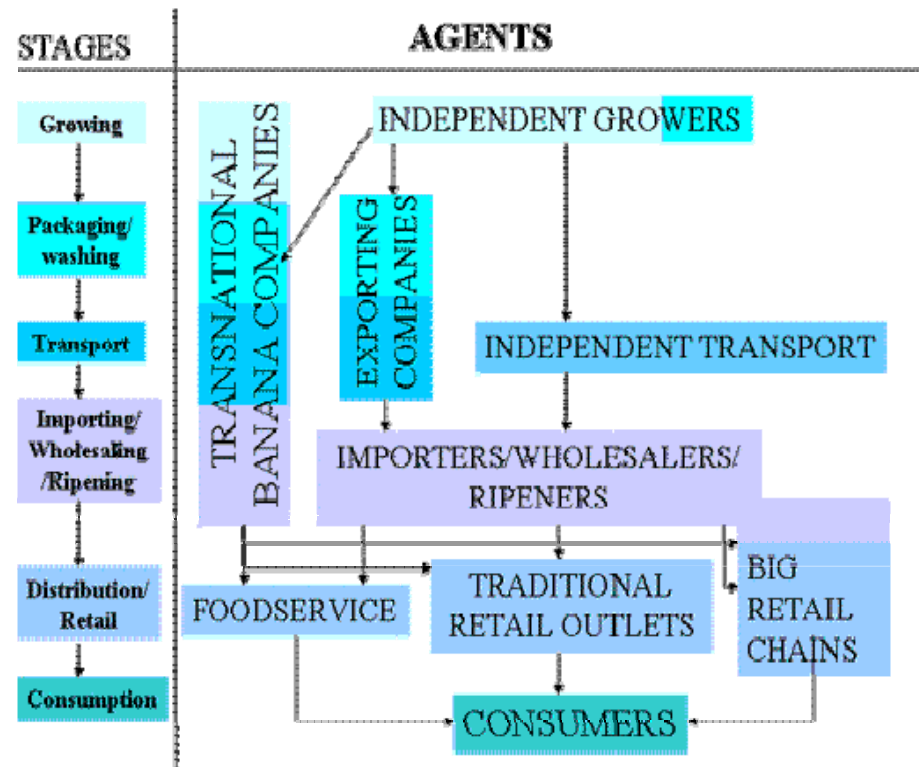 STAGES
AGENTS
Growing
Packaging/
washing
Transport
Importing/
Wholesaling
/Ripening
Distribution/
Retail
Consumption
TRANSNATIONAL
BANANA COMPANIES
INDEPENDENT GROWERS
EXPORTING
COMPANIES
INDEPENDENT TRANSPORT
IMPORTERS/WHOLESALERS/
RIPENERS
FOODSERVICE
TRADITIONAL
RETAIL OUTLETS
BIG
RETAIL
CHAINS
CONSUMERS